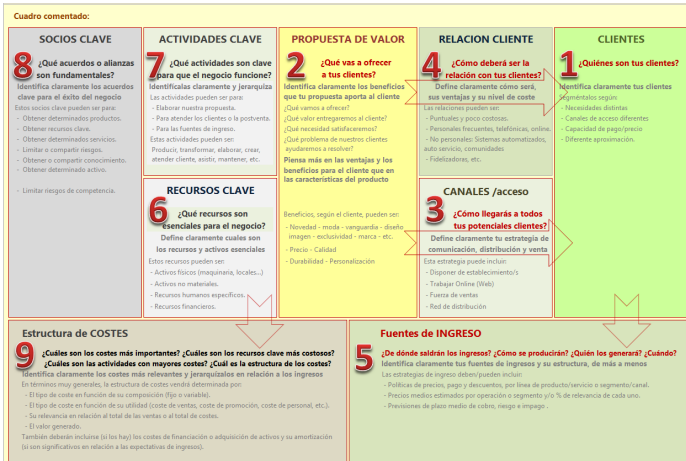 Cuadro comentado:
SOCIOS CLAVE
8
¿Qué acuerdos o alianzas
son fundamentales?
Identifica claramente los acuerdos
clave para el éxito del negocio
Estos socios clave pueden ser para:
- Obtener determinados productos.
- Obtener recursos clave.
- Obtener determinados servicios.
- Limitar o compartir riesgos.
- Obtener o compartir conocimiento.
- Obtener determinado activo.
- Limitar riesgos de competencia.
ACTIVIDADES CLAVE
7
¿Qué actividades son clave
para que el negocio funcione?
Identifícalas claramente y jerarquiza
Las actividades pueden ser para:
- Elaborar nuestra propuesta.
- Para atender los clientes o la postventa.
- Para las fuentes de ingreso.
Estas actividades pueden ser:
Producir, transformar, elaborar, crear,
atender cliente, asistir, mantener, etc.
RECURSOS CLAVE
6
¿Qué recursos son
esenciales para el negocio?
Define claramente cuales son
los recursos y activos esenciales
Estos recursos pueden ser:
- Activos físicos (maquinaria, locales...)
- Activos no materiales.
- Recursos humanos específicos.
- Recursos financieros.
PROPUESTA DE VALOR
2
¿Qué vas a ofrecer
a tus clientes?
Identifica claramente los beneficios
que tu propuesta aporta al cliente
¿Qué vamos a ofrecer?
¿Qué valor entregaremos al cliente?
¿Qué necesidad satisfaceremos?
¿Qué problema de nuestros clientes
ayudaremos a resolver?
Piensa más en las ventajas y los
beneficios para el cliente que en
las características del producto
Beneficios, según el cliente, pueden ser:
- Novedad - moda - vanguardia - diseño
imagen - exclusividad - marca - etc.
- Precio - Calidad
- Durabilidad - Personalización
RELACION CLIENTE
4
¿Cómo deberá ser la
relación con tus clientes?
Define claramente cómo será,
sus ventajas y su nivel de coste
Las relaciones pueden ser:
- Puntuales y poco costosas.
- Personales frecuentes, telefónicas, online.
- No personales: Sistemas automatizados,
auto servicio, comunidades
- Fidelizadoras, etc.
CANALES /acceso
3
¿Cómo llegarás a todos
tus potenciales clientes?
Define claramente tu estrategia de
comunicación, distribución y venta
Esta estrategia puede incluir:
- Disponer de establecimiento/s
- Trabajar Online (Web)
- Fuerza de ventas
- Red de distribución
CLIENTES
1
¿Quiénes son tus clientes?
Identifica claramente tus clientes
Segméntalos según:
- Necesidades distintas
- Canales de acceso diferentes
- Capacidad de pago/precio
- Diferente aproximación.
Estructura de COSTES
9
¿Cuáles son los costes más importantes? ¿Cuáles son los recursos clave más costosos?
¿Cuáles son las actividades con mayores costes? ¿Cuál es la estructura de los costes?
Identifica claramente los costes más relevantes y jerarquízalos en relación a los ingresos
En términos muy generales, la estructura de costes vendrá determinada por:
- El tipo de coste en función de su composición (fijo o variable).
- El tipo de coste en función de su utilidad (coste de ventas, coste de promoción, coste de personal, etc.).
- Su relevancia en relación al total de las ventas o al total de costes.
- El valor generado.
También deberán incluirse (si los hay) los costes de financiación o adquisición de activos y su amortización
(si son significativos en relación a las expectativas de ingresos).
Fuentes de INGRESO
5
¿De dónde saldrán los ingresos? ¿Cómo se producirán? ¿Quién los generará? ¿Cuándo?
Identifica claramente tus fuentes de ingresos y su estructura, de más a menos
Las estrategias de ingreso deben/pueden incluir:
- Políticas de precios, pago y descuentos, por línea de producto/servicio o segmento/canal.
- Precios medios estimados por operación o segmento y/o % de relevancia de cada uno.
- Previsiones de plazo medio de cobro, riesgo e impago .